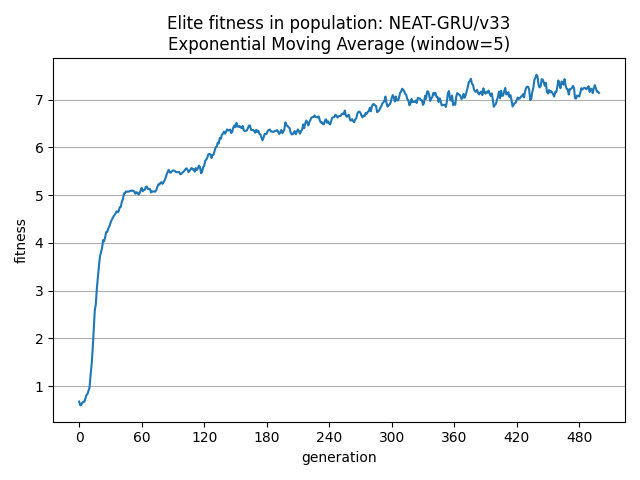 Elite fitness in population: NEAT-GRU/v33
Exponential Moving Average (window=5)
fitness
7
6
5
4
3
2
1
0 60 120 180 240 300 360 420 480
generation